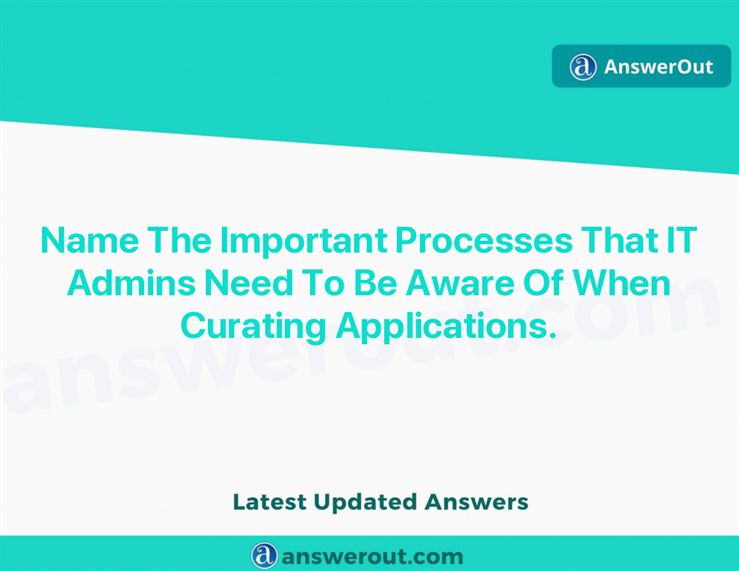 AnswerOut
Name The Important Processes That IT
Admins Need To Be Aware Of When
Curating Applications.
answerout.com
Latest Updated Answers
answerout.com